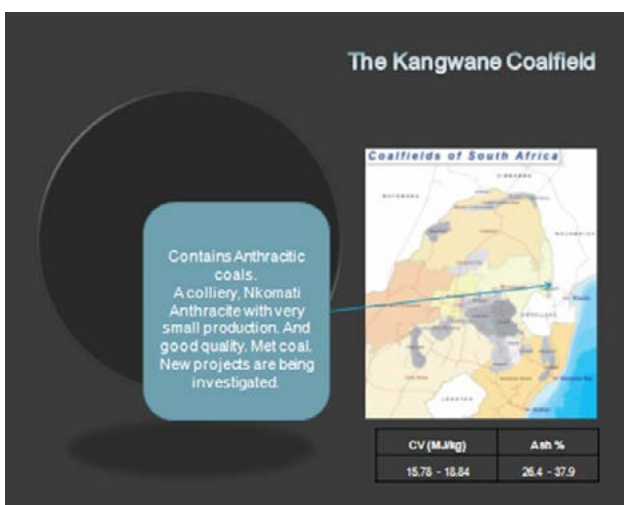 The Kangwane Coalfield
Coalfields of South Africa
Contains Anthracitic
coals.
A colliery, Nkomati
Anthracite with very
small production. And
good quality. Met coal.
New projects are being
investigated.
CV (MJ/kg) Ash %
15.78 - 18.84 26.4 - 37.9